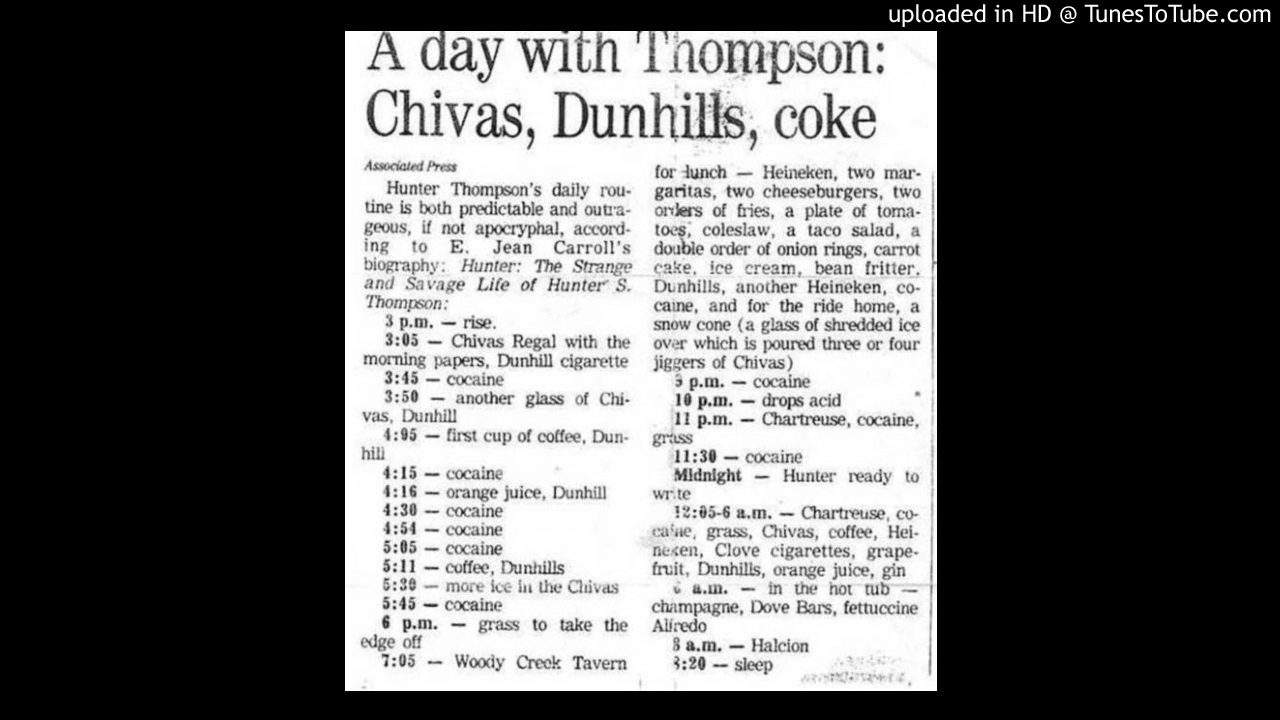 uploaded in HD @ TunesToTube.com
A day with Thompson:
Chivas, Dunhills, coke
Associated Press
Hunter Thompson's daily rou-
tine is both predictable and outra-
geous, if not apocryphal, accord-
ing to E. Jean Carroll's
biography: Hunter: The Strange
and Savage Life of Hunter S.
Thompson:
3 p.m. — rise.
3:05 — Chivas Regal with the
morning papers, Dunhill cigarette
3:45 — cocaine
3:50 — another glass of Chi-
vas, Dunhill
4:05 — first cup of coffee, Dun-
hill
4:15 — cocaine
4:16 — orange juice, Dunhill
4:30 — cocaine
4:54 — cocaine
5:05 — cocaine
5:11 — coffee, Dunhills
5:30 — more ice in the Chivas
5:45 — cocaine
6 p.m. — grass to take the
edge off
7:05 — Woody Creek Tavern
for lunch — Heineken, two mar-
garitas, two cheeseburgers, two
orders of fries, a plate of toma-
toes, coleslaw, a taco salad, a
double order of onion rings, carrot
cake, ice cream, bean fritter,
Dunhills, another Heineken, co-
caine, and for the ride home, a
snow cone (a glass of shredded ice
over which is poured three or four
jiggers of Chivas)
9 p.m. — cocaine
10 p.m. — drops acid
11 p.m. — Chartreuse, cocaine,
grass
11:30 — cocaine
Midnight — Hunter ready to
write
12:05-6 a.m. — Chartreuse, co-
caine, grass, Chivas, coffee, Hei-
neken, Clove cigarettes, grape-
fruit, Dunhills, orange juice, gin
6 a.m. — in the hot tub —
champagne, Dove Bars, fettuccine
Alfredo
8 a.m. — Halcion
8:20 — sleep